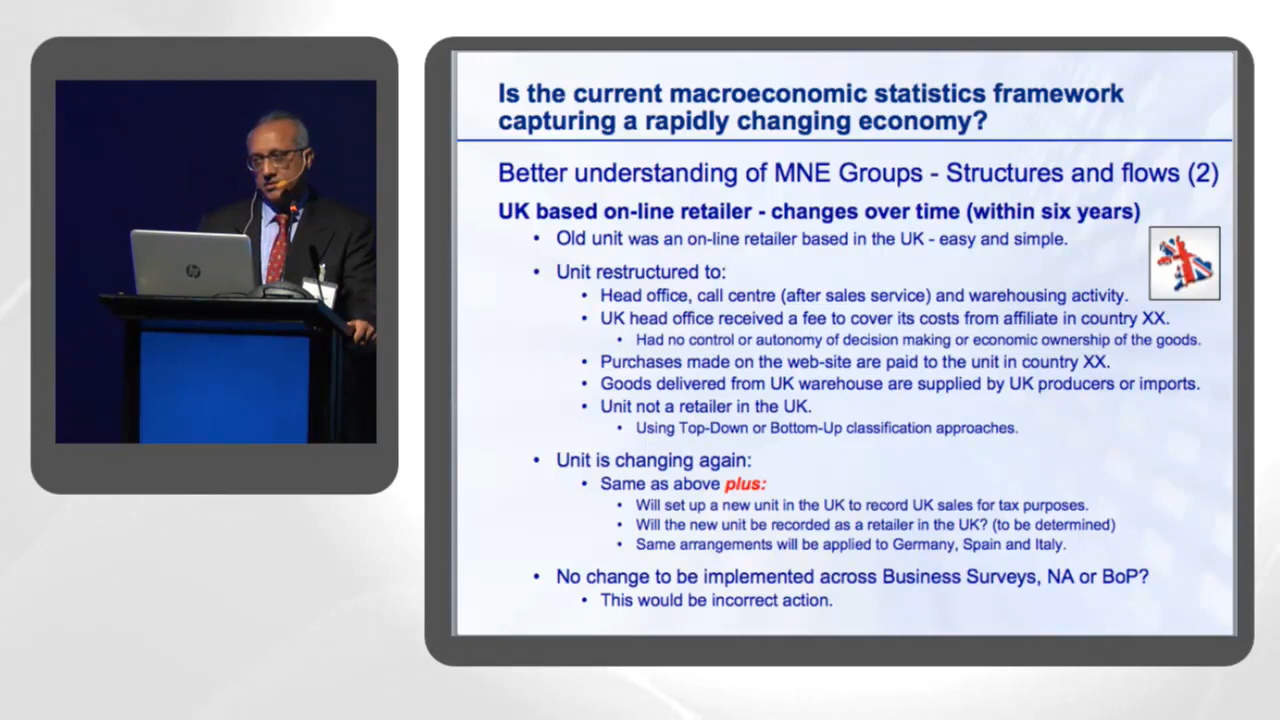 Is the current macroeconomic statistics framework
capturing a rapidly changing economy?
Better understanding of MNE Groups - Structures and flows (2)
UK based on-line retailer - changes over time (within six years)
• Old unit was an on-line retailer based in the UK - easy and simple.
• Unit restructured to:
• Head office, call centre (after sales service) and warehousing activity.
• UK head office received a fee to cover its costs from affiliate in country XX.
• Had no control or autonomy of decision making or economic ownership of the goods.
• Purchases made on the web-site are paid to the unit in country XX.
• Goods delivered from UK warehouse are supplied by UK producers or imports.
• Unit not a retailer in the UK.
• Using Top-Down or Bottom-Up classification approaches.
• Unit is changing again:
• Same as above plus:
• Will set up a new unit in the UK to record UK sales for tax purposes.
• Will the new unit be recorded as a retailer in the UK? (to be determined)
• Same arrangements will be applied to Germany, Spain and Italy.
• No change to be implemented across Business Surveys, NA or BoP?
• This would be incorrect action.
hp